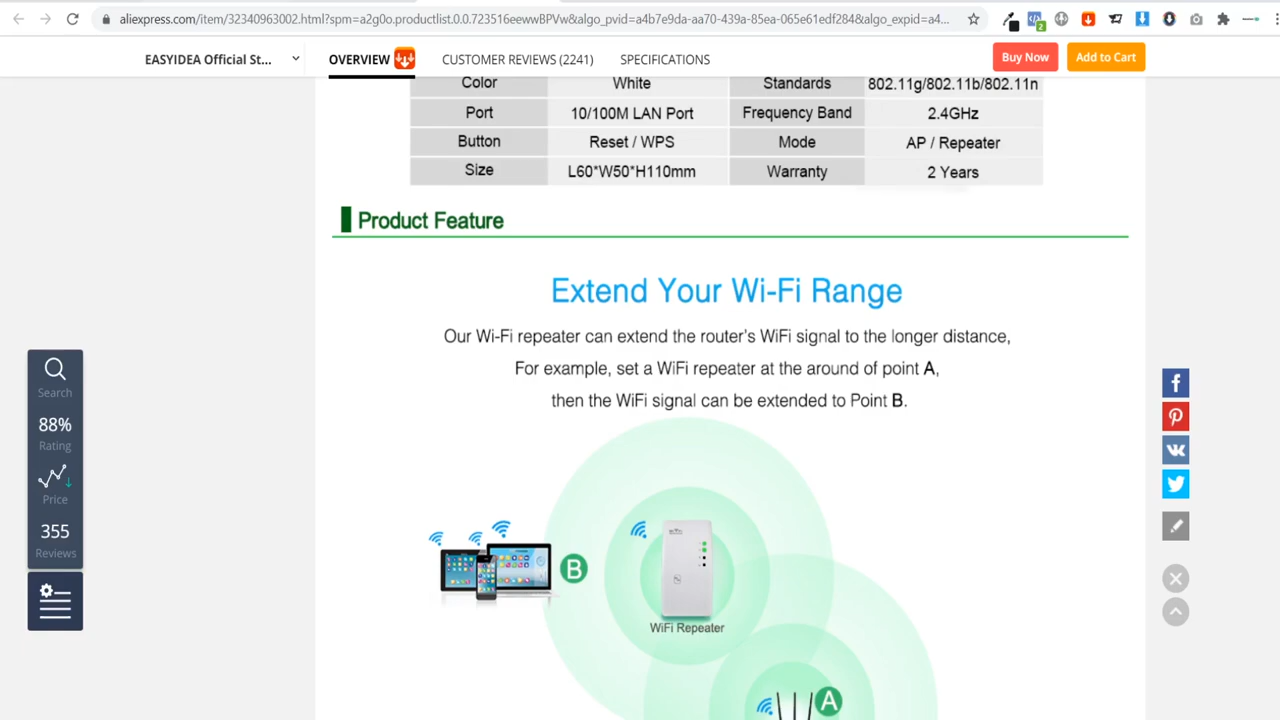 aliexpress.com/item/32340963002.html?spm=a2g0o.productlist.0.0.723516eewwBPVw&algo_pvid=a4b7e9da-aa70-439a-85ea-065e61edf284&algo_expid=a4...
2
EASYIDEA Official St...
OVERVIEW
CUSTOMER REVIEWS (2241)
SPECIFICATIONS
Buy Now
Add to Cart
Color White Standards 802.11g/802.11b/802.11n
Port 10/100M LAN Port Frequency Band 2.4GHz
Button Reset / WPS Mode AP / Repeater
Size L60*W50*H110mm Warranty 2 Years
Product Feature
Extend Your Wi-Fi Range
Our Wi-Fi repeater can extend the router's WiFi signal to the longer distance,
For example, set a WiFi repeater at the around of point A,
then the WiFi signal can be extended to Point B.
B
WiFi Repeater
A
Search
88%
Rating
Price
355
Reviews